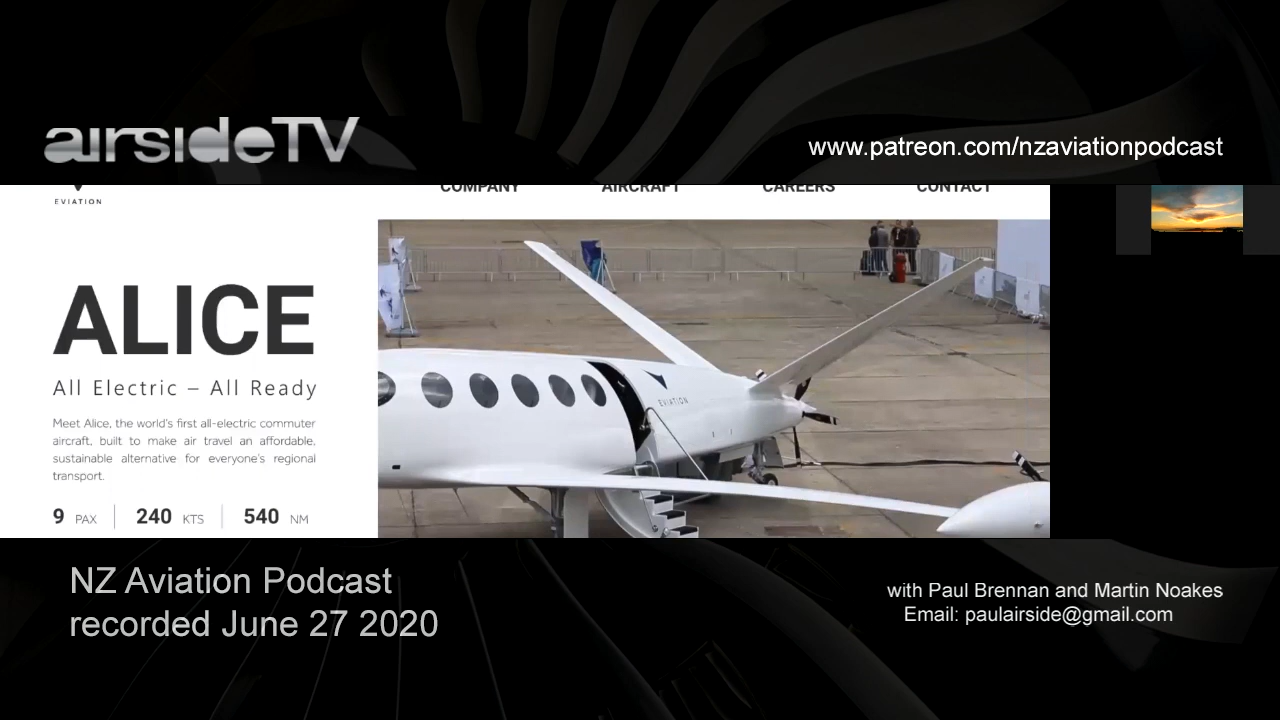 airsideTV
www.patreon.com/nzaviationpodcast
COMPANY AIRCRAFT CAREERS CONTACT
EVIATION
ALICE
All Electric – All Ready
Meet Alice, the world's first all-electric commuter
aircraft, built to make air travel an affordable,
sustainable alternative for everyone's regional
transport.
9 PAX 240 KTS 540 NM
EVIATION
NZ Aviation Podcast
recorded June 27 2020
with Paul Brennan and Martin Noakes
Email: paulairside@gmail.com